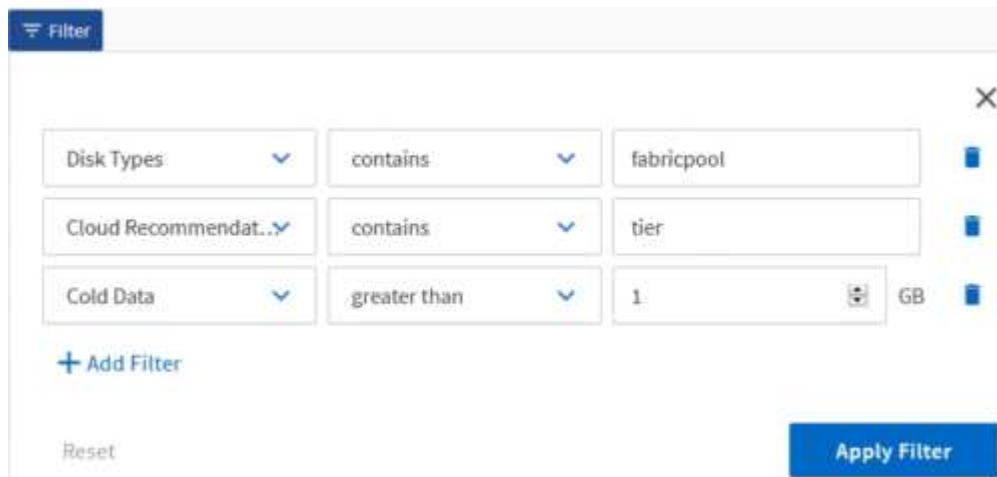 Filter
Disk Types contains fabricpool
Cloud Recommendat... contains tier
Cold Data greater than 1 GB
+ Add Filter
Reset Apply Filter